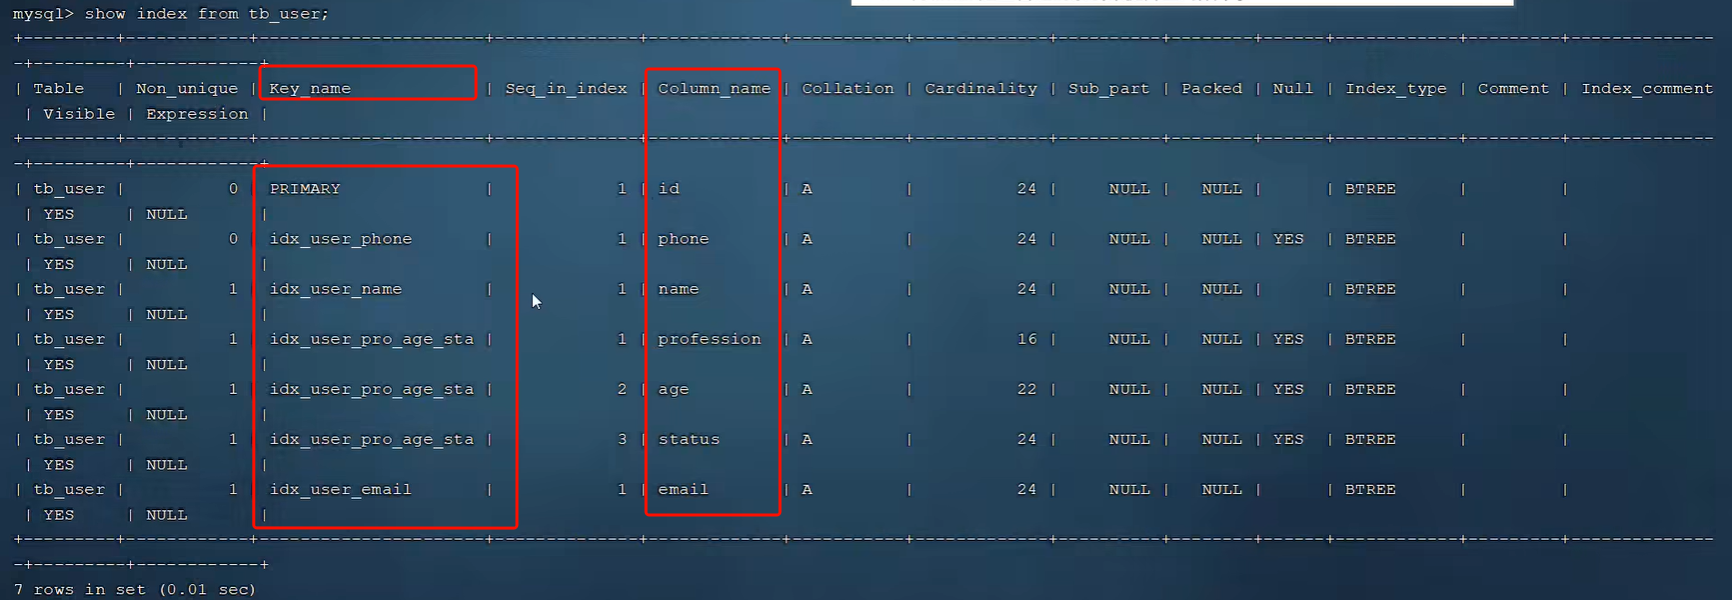 mysql> show index from tb_user;
+---------+------------+----------------------+--------------+-------------+-----------+-------------+----------+--------+------+------------+---------+--------------
-+---------+------------+
| Table   | Non_unique | Key_name             | Seq_in_index | Column_name | Collation | Cardinality | Sub_part | Packed | Null | Index_type | Comment | Index_comment
 | Visible | Expression |
+---------+------------+----------------------+--------------+-------------+-----------+-------------+----------+--------+------+------------+---------+--------------
-+---------+------------+
| tb_user |          0 | PRIMARY              |            1 | id          | A         |          24 |     NULL |   NULL |      | BTREE      |         |
 | YES     | NULL       |
| tb_user |          0 | idx_user_phone       |            1 | phone       | A         |          24 |     NULL |   NULL | YES  | BTREE      |         |
 | YES     | NULL       |
| tb_user |          1 | idx_user_name        |            1 | name        | A         |          24 |     NULL |   NULL |      | BTREE      |         |
 | YES     | NULL       |
| tb_user |          1 | idx_user_pro_age_sta |            1 | profession  | A         |          16 |     NULL |   NULL | YES  | BTREE      |         |
 | YES     | NULL       |
| tb_user |          1 | idx_user_pro_age_sta |            2 | age         | A         |          22 |     NULL |   NULL | YES  | BTREE      |         |
 | YES     | NULL       |
| tb_user |          1 | idx_user_pro_age_sta |            3 | status      | A         |          24 |     NULL |   NULL | YES  | BTREE      |         |
 | YES     | NULL       |
| tb_user |          1 | idx_user_email       |            1 | email       | A         |          24 |     NULL |   NULL |      | BTREE      |         |
 | YES     | NULL       |
+---------+------------+----------------------+--------------+-------------+-----------+-------------+----------+--------+------+------------+---------+--------------
-+---------+------------+
7 rows in set (0.01 sec)